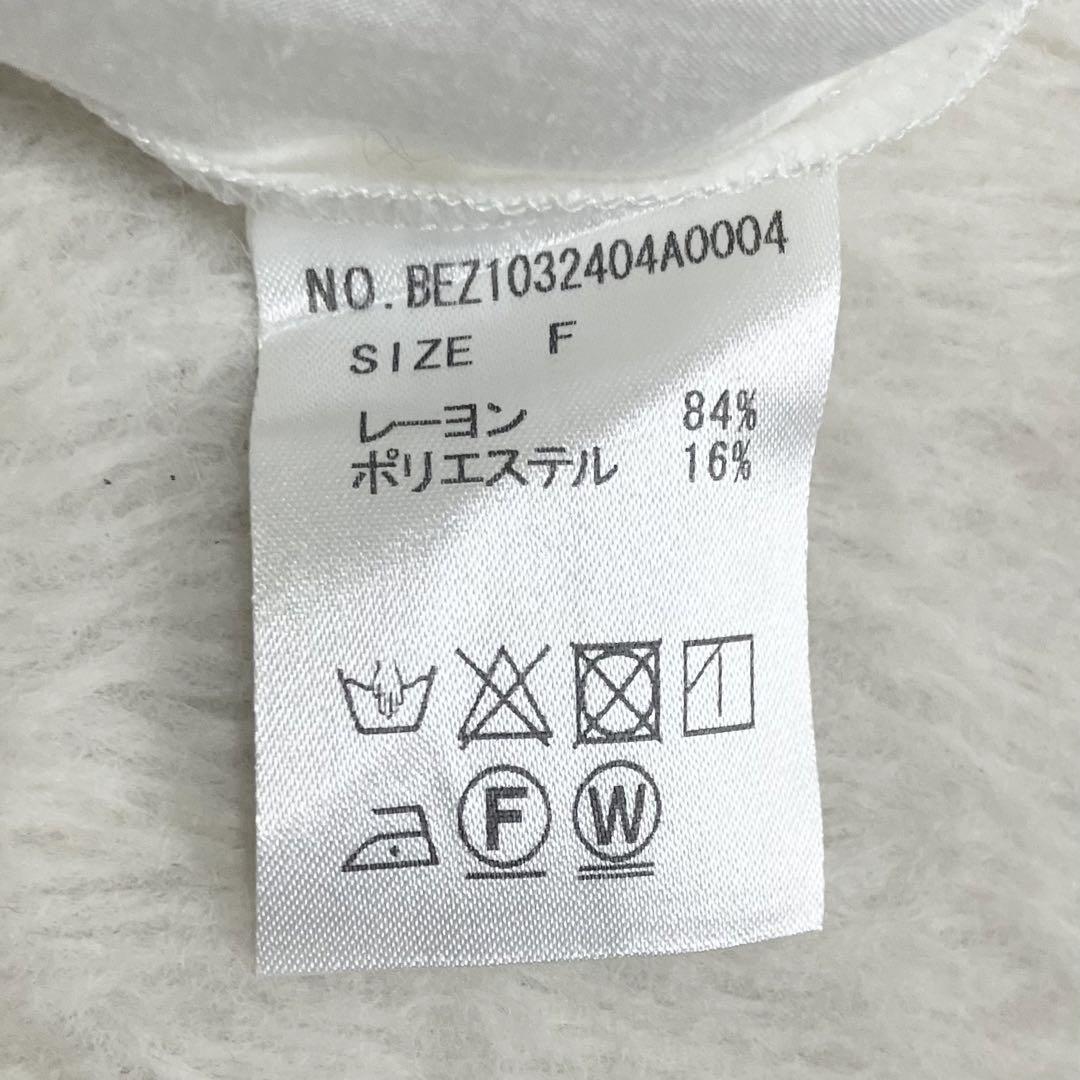 NO.BEZ1032404A0004
SIZE F
レーヨン 84%
ポリエステル 16%
F W